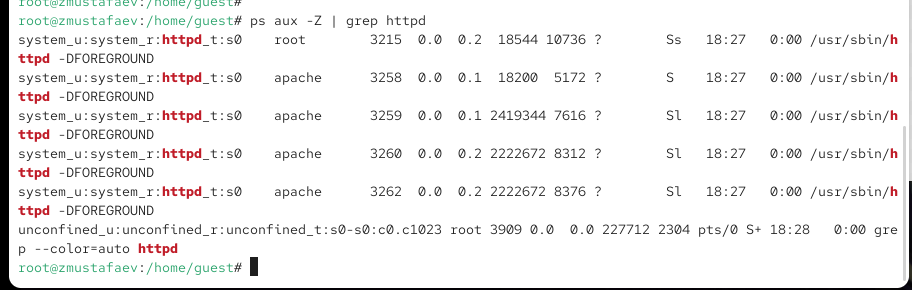 root@zmustafaev:/home/guest#
root@zmustafaev:/home/guest# ps aux -Z | grep httpd
system_u:system_r:httpd_t:s0    root        3215  0.0  0.2  18544 10736 ?        Ss   18:27   0:00 /usr/sbin/h
ttpd -DFOREGROUND
system_u:system_r:httpd_t:s0    apache      3258  0.0  0.1  18200  5172 ?        S    18:27   0:00 /usr/sbin/h
ttpd -DFOREGROUND
system_u:system_r:httpd_t:s0    apache      3259  0.0  0.1 2419344 7616 ?        Sl   18:27   0:00 /usr/sbin/h
ttpd -DFOREGROUND
system_u:system_r:httpd_t:s0    apache      3260  0.0  0.2 2222672 8312 ?        Sl   18:27   0:00 /usr/sbin/h
ttpd -DFOREGROUND
system_u:system_r:httpd_t:s0    apache      3262  0.0  0.2 2222672 8376 ?        Sl   18:27   0:00 /usr/sbin/h
ttpd -DFOREGROUND
unconfined_u:unconfined_r:unconfined_t:s0-s0:c0.c1023 root 3909 0.0  0.0 227712 2304 pts/0 S+ 18:28   0:00 gre
p --color=auto httpd
root@zmustafaev:/home/guest#